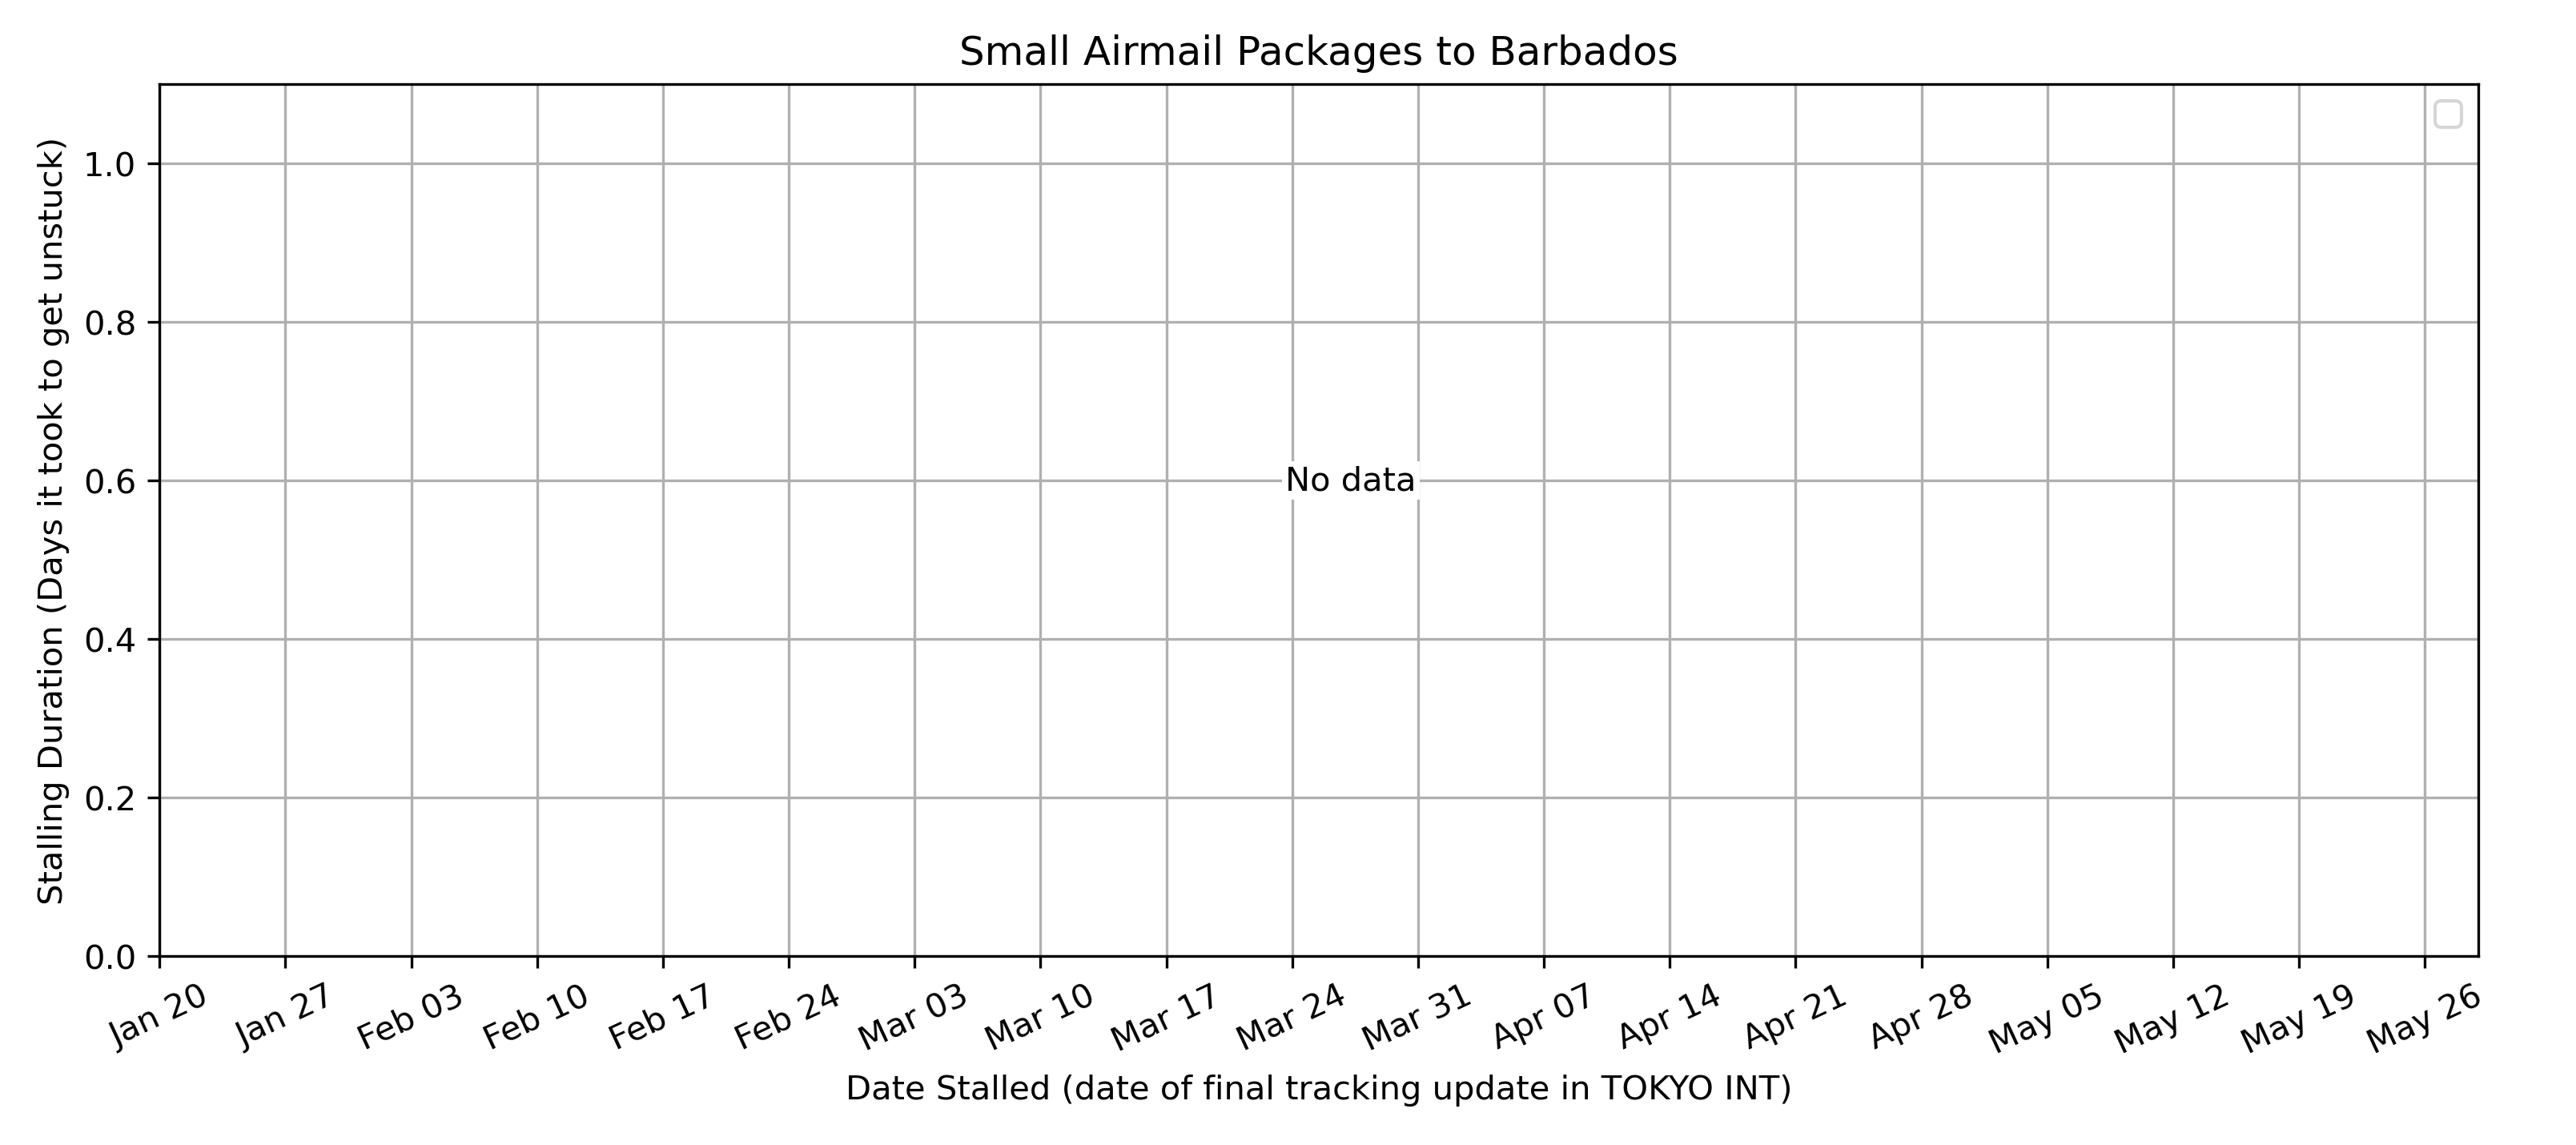 Small Airmail Packages to Barbados
Stalling Duration (Days it took to get unstuck)
1.0
0.8
0.6
0.4
0.2
0.0
No data
Jan 20
Jan 27
Feb 03
Feb 10
Feb 17
Feb 24
Mar 03
Mar 10
Mar 17
Mar 24
Mar 31
Apr 07
Apr 14
Apr 21
Apr 28
May 05
May 12
May 19
May 26
Date Stalled (date of final tracking update in TOKYO INT)